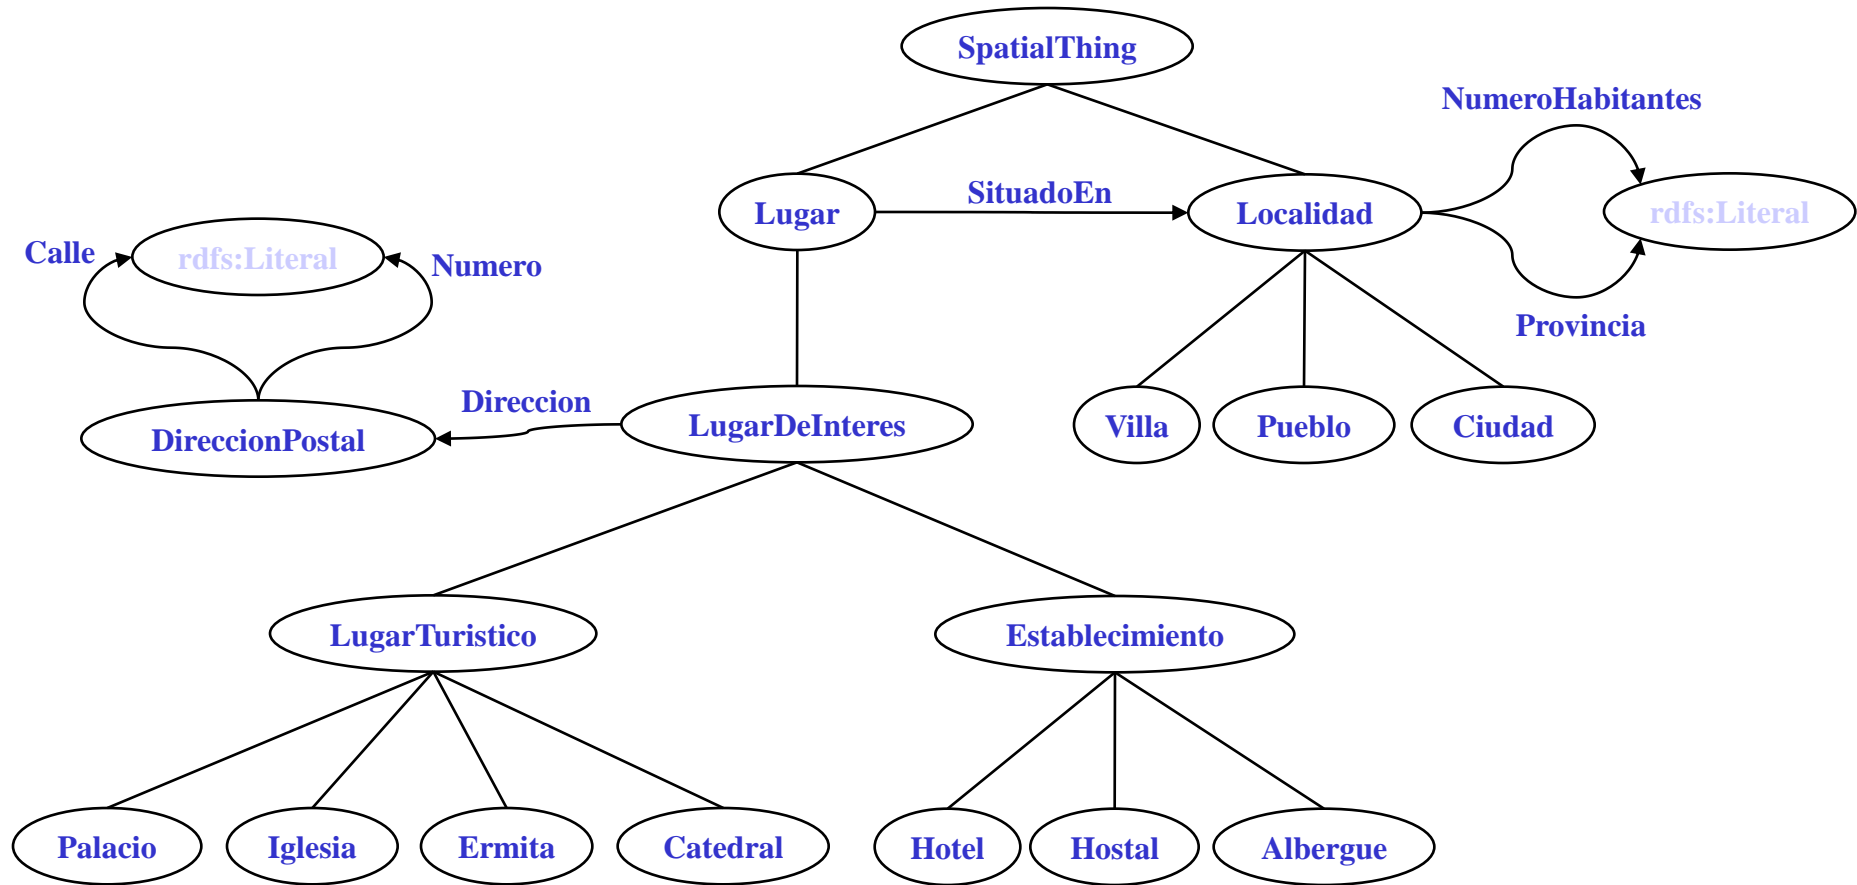 SpatialThing
NumeroHabitantes
SituadoEn
Lugar
Localidad
rdfs:Literal
Calle
rdfs:Literal
Numero
Provincia
Direccion
DireccionPostal
LugarDeInteres
Villa
Pueblo
Ciudad
LugarTuristico
Establecimiento
Palacio
Iglesia
Ermita
Catedral
Hotel
Hostal
Albergue